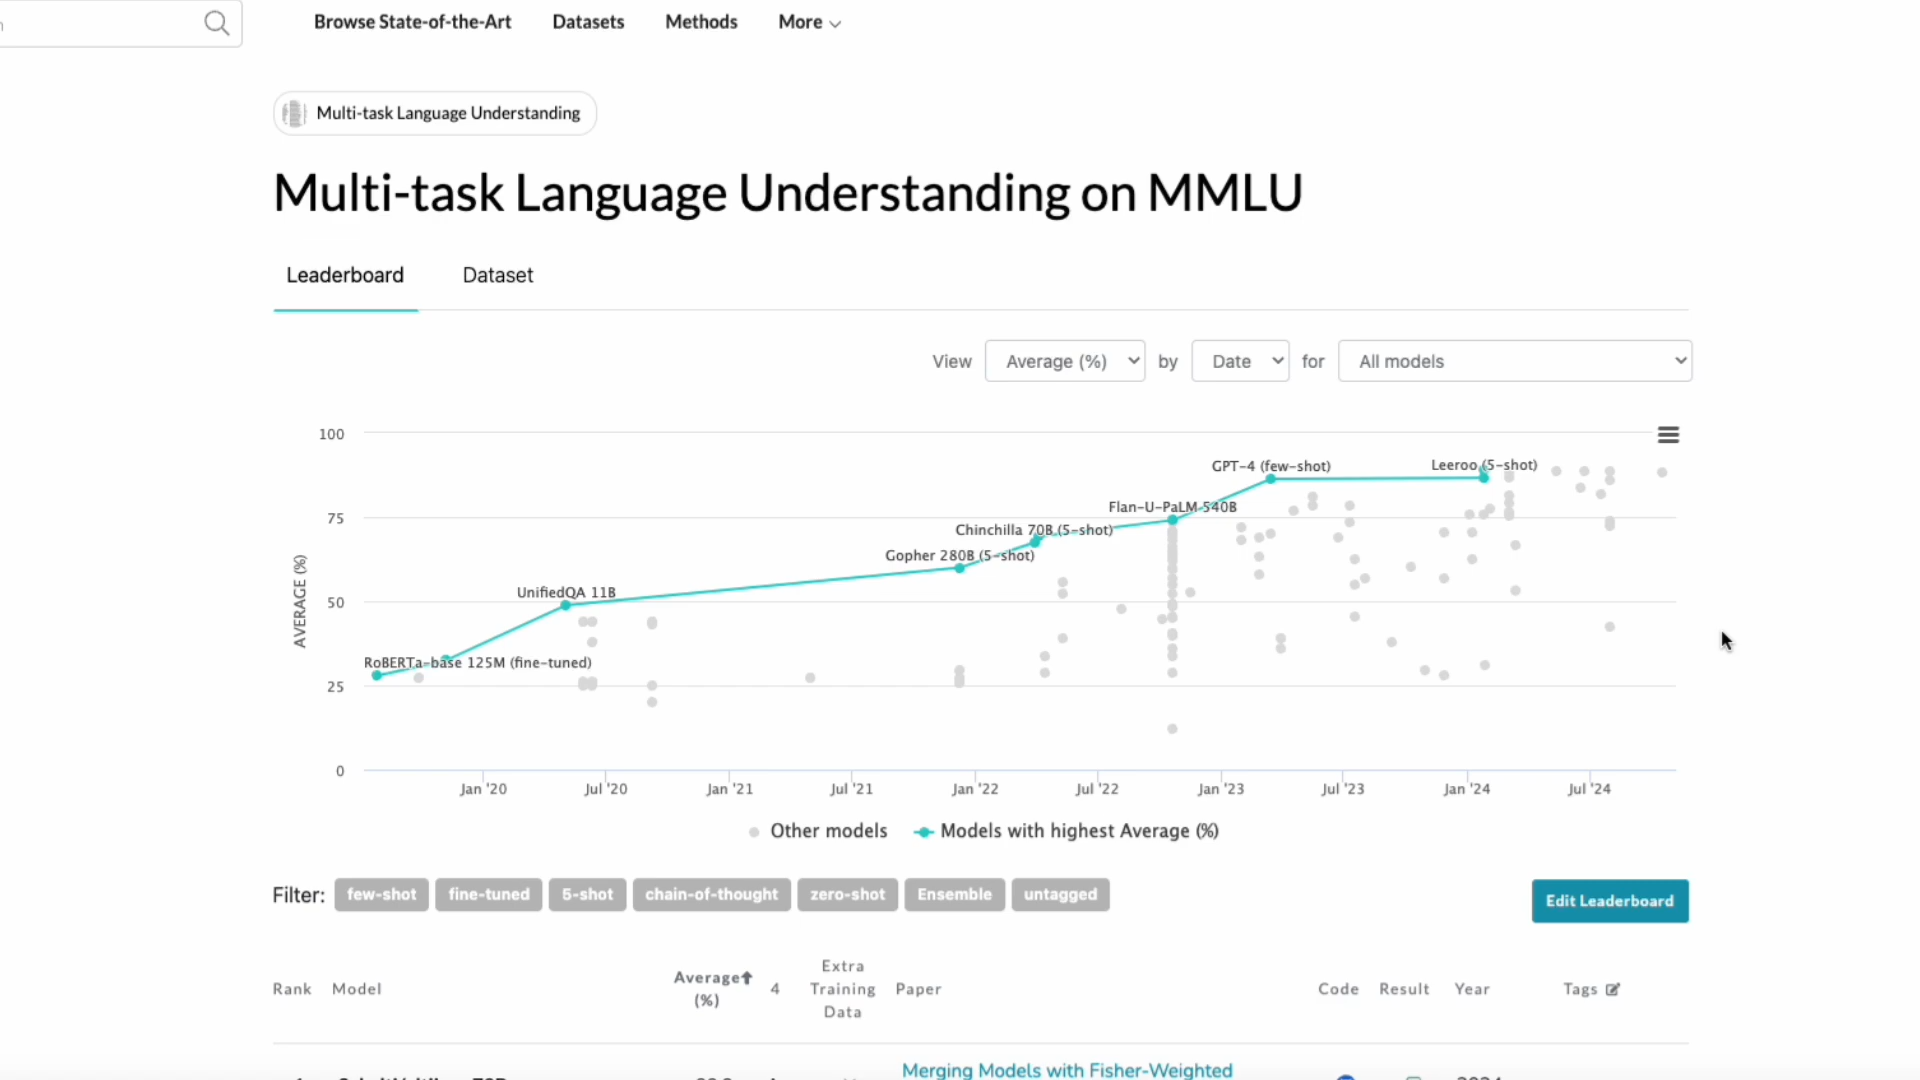 Browse State-of-the-Art Datasets Methods More
Multi-task Language Understanding
Multi-task Language Understanding on MMLU
Leaderboard Dataset
View Average (%) by Date for All models
100
75
50
25
0
AVERAGE (%)
RoBERTa-base 125M (fine-tuned)
UnifiedQA 11B
Gopher 280B (5-shot)
Chinchilla 70B (5-shot)
Flan-U-PaLM 540B
GPT-4 (few-shot)
Leeroo (5-shot)
Jan '20 Jul '20 Jan '21 Jul '21 Jan '22 Jul '22 Jan '23 Jul '23 Jan '24 Jul '24
Other models Models with highest Average (%)
Filter: few-shot fine-tuned 5-shot chain-of-thought zero-shot Ensemble untagged
Edit Leaderboard
Rank Model Average (%) 4 Extra Training Data Paper Code Result Year Tags
Merging Models with Fisher-Weighted